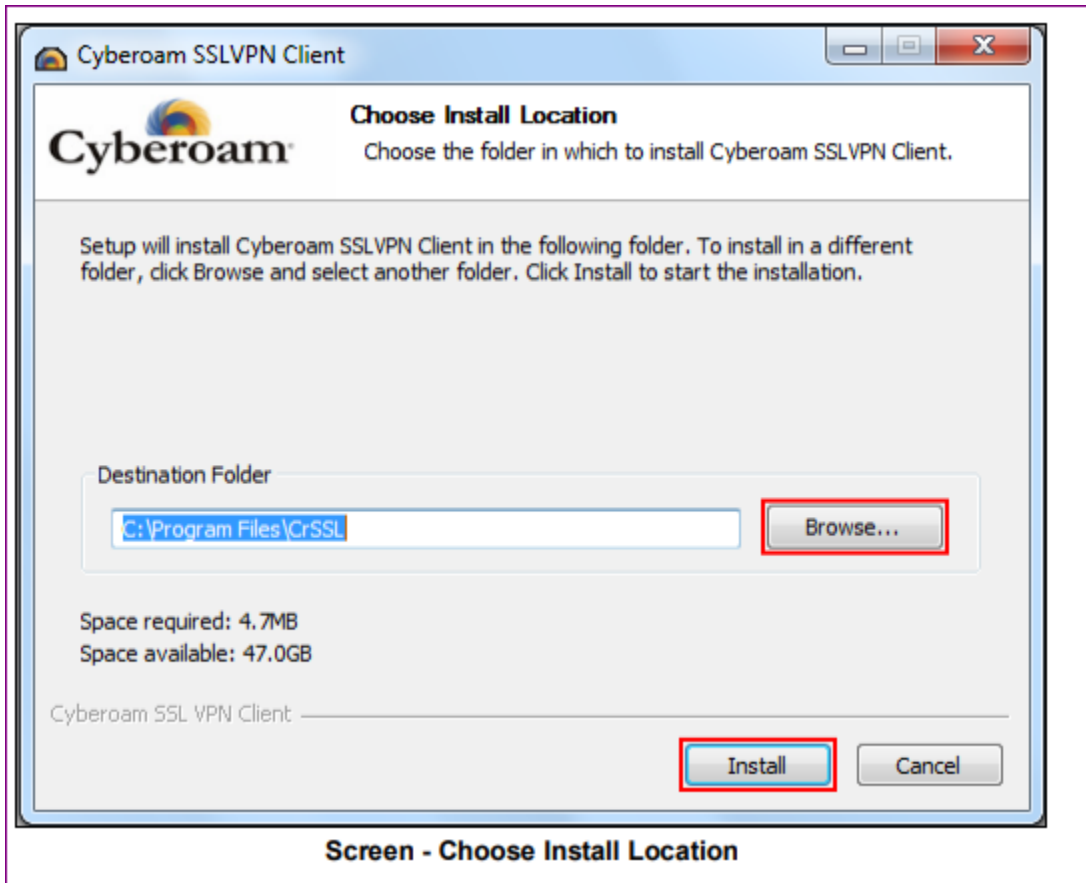 Cyberoam SSLVPN Client
Cyberoam
Choose Install Location
Choose the folder in which to install Cyberoam SSLVPN Client.
Setup will install Cyberoam SSLVPN Client in the following folder. To install in a different
folder, click Browse and select another folder. Click Install to start the installation.
Destination Folder
C:\Program Files\CrSSL
Browse...
Space required: 4.7MB
Space available: 47.0GB
Cyberoam SSL VPN Client
Install
Cancel
Screen - Choose Install Location